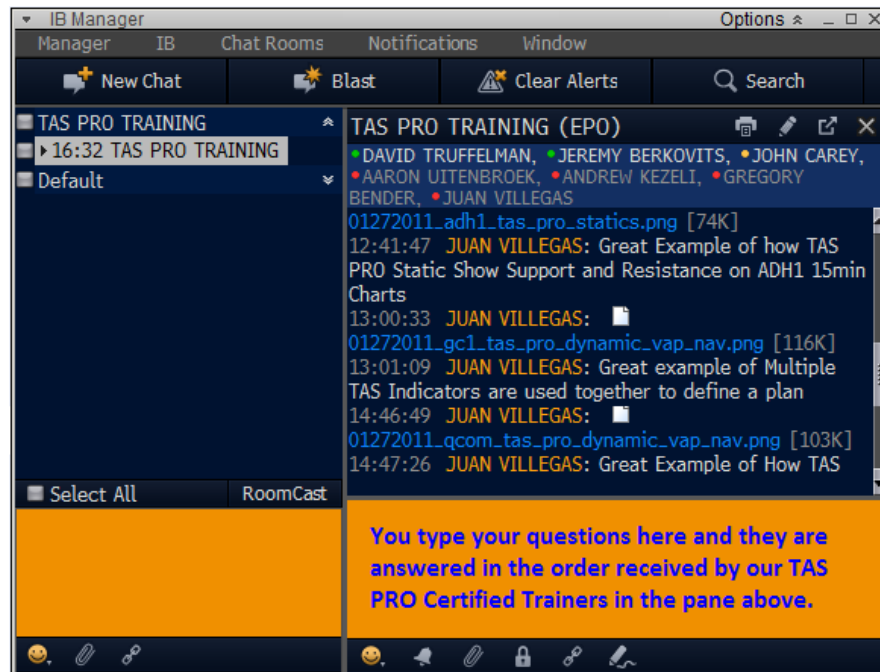 IB Manager
Options
Manager IB Chat Rooms Notifications Window
New Chat Blast Clear Alerts Search
TAS PRO TRAINING
16:32 TAS PRO TRAINING
Default
Select All RoomCast
TAS PRO TRAINING (EPO)
DAVID TRUFFELMAN, JEREMY BERKOVITS, JOHN CAREY,
AARON UITENBROEK, ANDREW KEZELI, GREGORY
BENDER, JUAN VILLEGAS
01272011_adh1_tas_pro_statics.png [74K]
12:41:47 JUAN VILLEGAS: Great Example of how TAS
PRO Static Show Support and Resistance on ADH1 15min
Charts
13:00:33 JUAN VILLEGAS:
01272011_gc1_tas_pro_dynamic_vap_nav.png [116K]
13:01:09 JUAN VILLEGAS: Great example of Multiple
TAS Indicators are used together to define a plan
14:46:49 JUAN VILLEGAS:
01272011_qcom_tas_pro_dynamic_vap_nav.png [103K]
14:47:26 JUAN VILLEGAS: Great Example of How TAS
You type your questions here and they are
answered in the order received by our TAS
PRO Certified Trainers in the pane above.